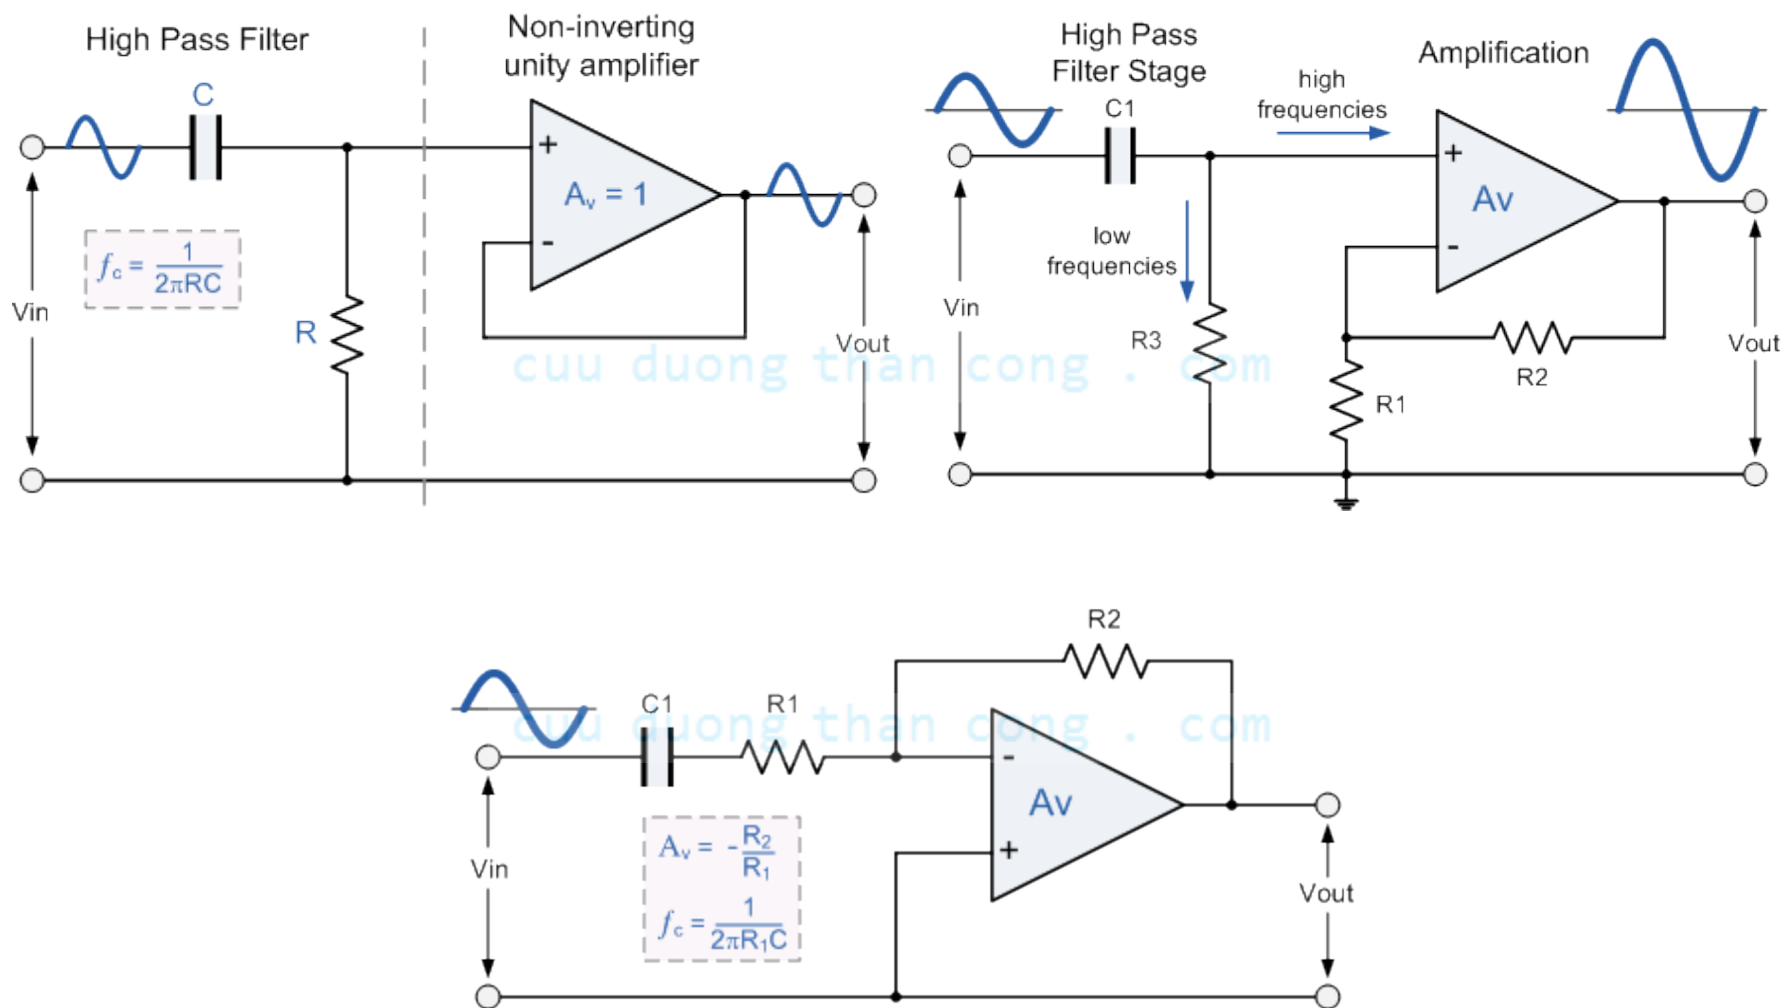 High Pass Filter
Non-inverting
unity amplifier
C
+
Av = 1
-
fc = 1/2πRC
Vin
R
Vout
High Pass
Filter Stage
Amplification
C1
high
frequencies
+
Av
-
low
frequencies
Vin
R3
R2
R1
Vout
cuu duong than cong . com
R2
C1
R1
cuu duong than cong . com
-
Av
+
Av = -R2/R1
fc = 1/2πR1C
Vin
Vout